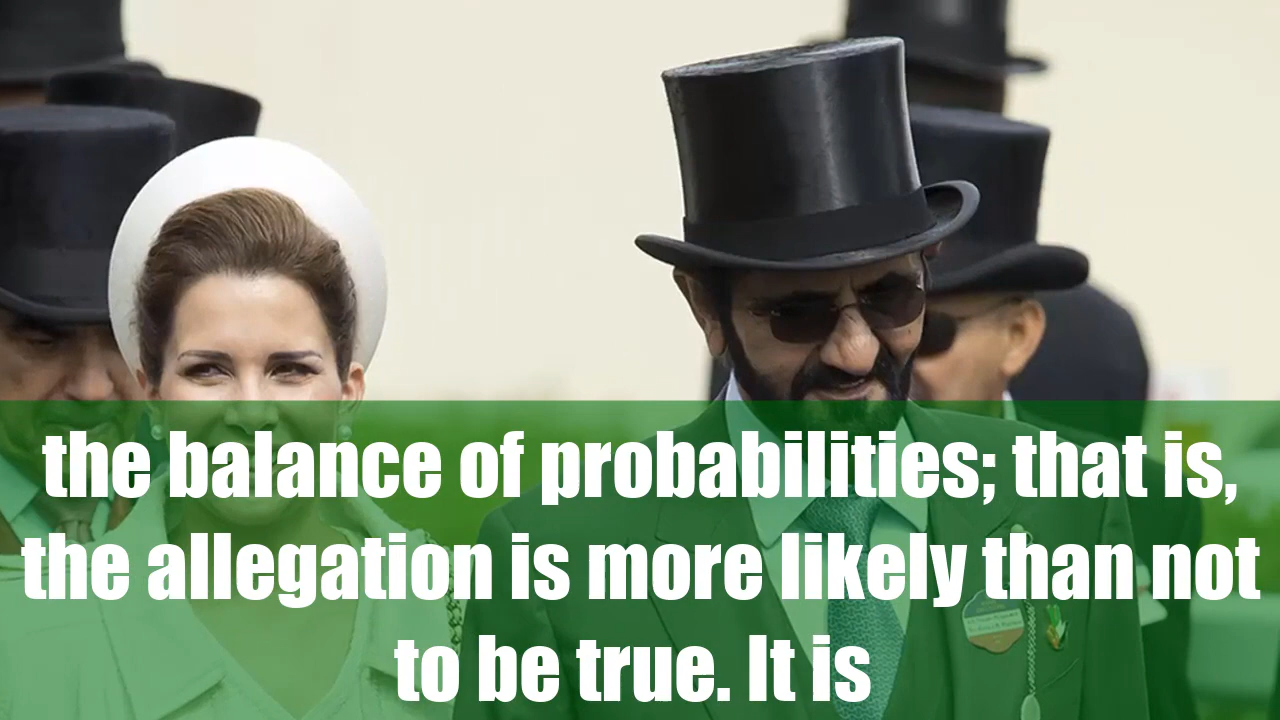 the balance of probabilities; that is,
the allegation is more likely than not
to be true. It is